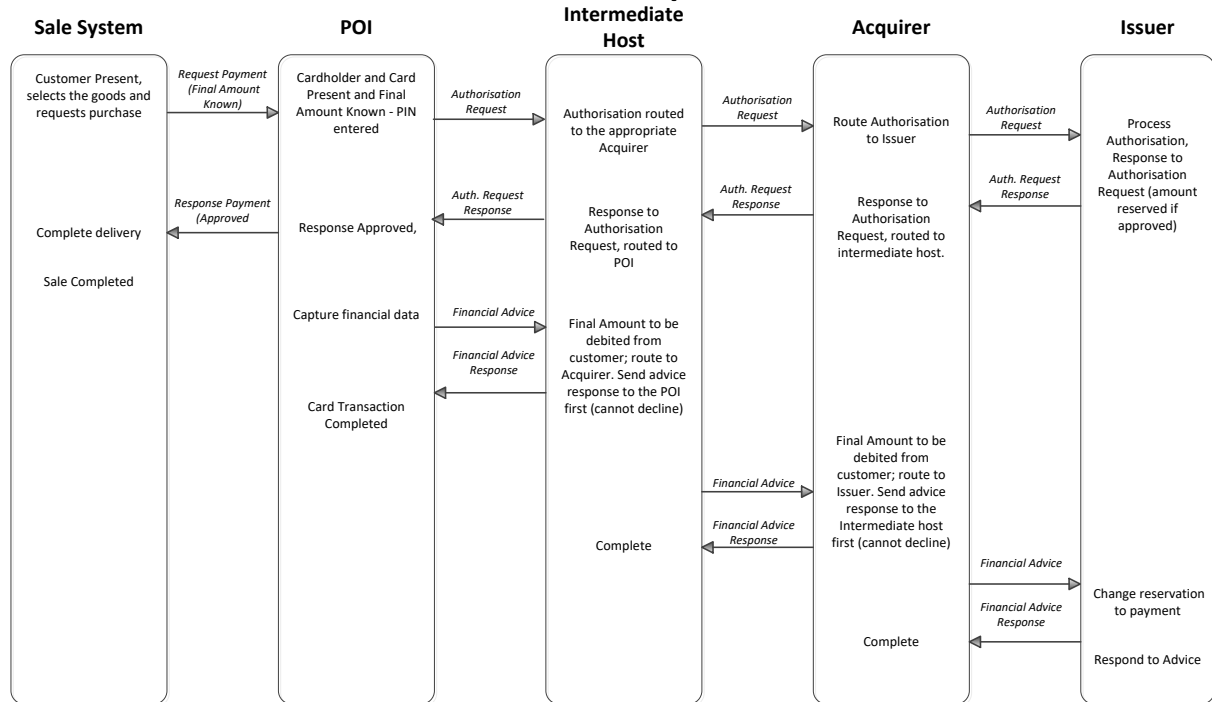 Sale System
POI
Intermediate
Host
Acquirer
Issuer
Customer Present,
selects the goods and
requests purchase
Request Payment
(Final Amount
Known)
Cardholder and Card
Present and Final
Amount Known - PIN
entered
Authorisation
Request
Authorisation routed
to the appropriate
Acquirer
Authorisation
Request
Route Authorisation
to Issuer
Authorisation
Request
Process
Authorisation,
Response to
Authorisation
Request (amount
reserved if
approved)
Auth. Request
Response
Response to
Authorisation
Request, routed to
intermediate host.
Auth. Request
Response
Response to
Authorisation
Request, routed to
POI
Auth. Request
Response
Response Approved,
Response Payment
(Approved
Complete delivery
Sale Completed
Capture financial data
Financial Advice
Final Amount to be
debited from
customer; route to
Acquirer. Send advice
response to the POI
first (cannot decline)
Financial Advice
Response
Card Transaction
Completed
Financial Advice
Final Amount to be
debited from
customer; route to
Issuer. Send advice
response to the
Intermediate host
first (cannot decline)
Financial Advice
Response
Complete
Financial Advice
Change reservation
to payment
Financial Advice
Response
Complete
Respond to Advice